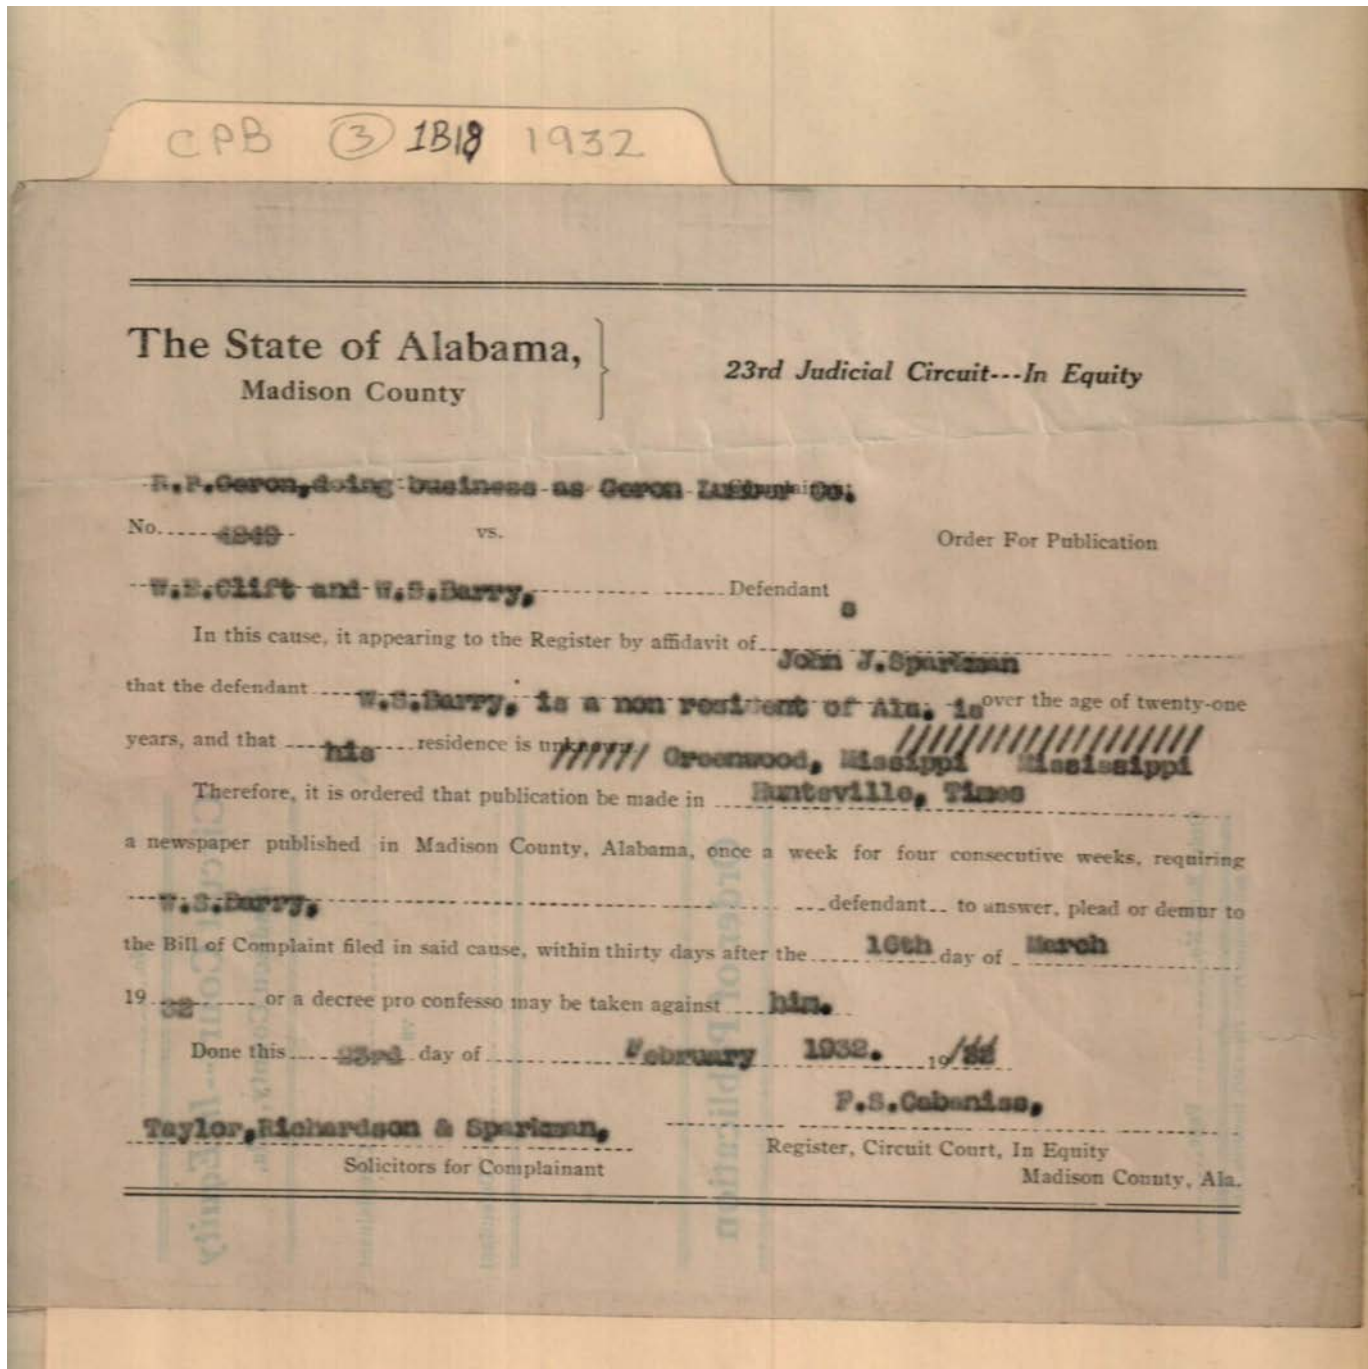 CPB ③ 1B18 1932
The State of Alabama,
Madison County
23rd Judicial Circuit---In Equity
Geron, doing business as Geron Lumber Co.
No. vs. Order For Publication
Clift and W.S.Barry, Defendant s
In this cause, it appearing to the Register by affidavit of John J.Sparkman
that the defendant W.S.Barry, is a non resident of Ala. is over the age of twenty-one
years, and that his residence is unknown////// Greenwood, Missippi Mississippi
Therefore, it is ordered that publication be made in Huntsville, Times
a newspaper published in Madison County, Alabama, once a week for four consecutive weeks, requiring
W.S.Barry, defendant to answer, plead or demur to
the Bill of Complaint filed in said cause, within thirty days after the 16th day of March
19 32 or a decree pro confesso may be taken against him.
Done this 23rd day of February 1932. 19
Taylor,Richardson & Sparkman,
Solicitors for Complainant
F.S.Cabaniss,
Register, Circuit Court, In Equity
Madison County, Ala.